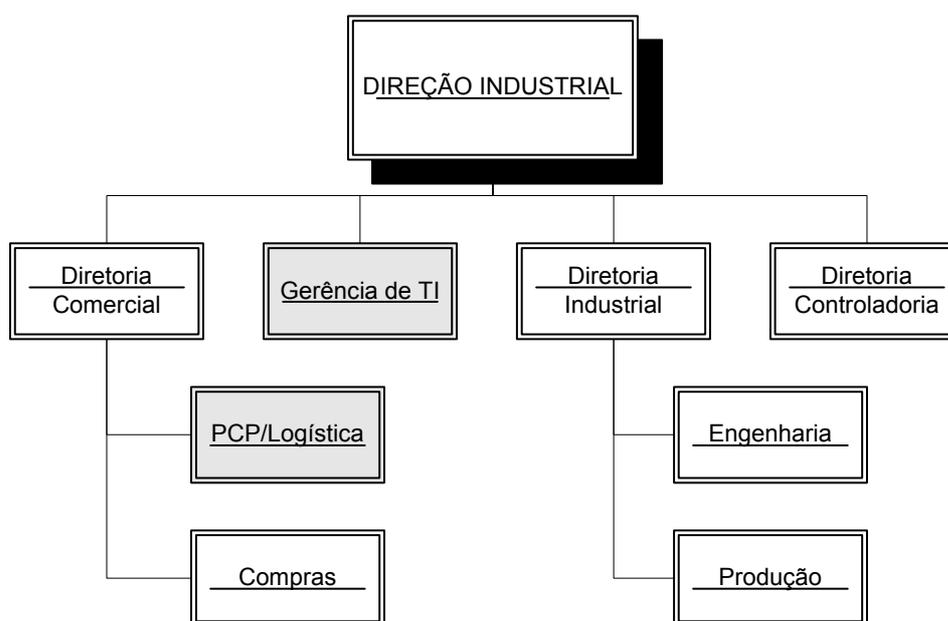 DIREÇÃO INDUSTRIAL
Diretoria
Comercial
Gerência de TI
Diretoria
Industrial
Diretoria
Controladoria
PCP/Logística
Engenharia
Compras
Produção